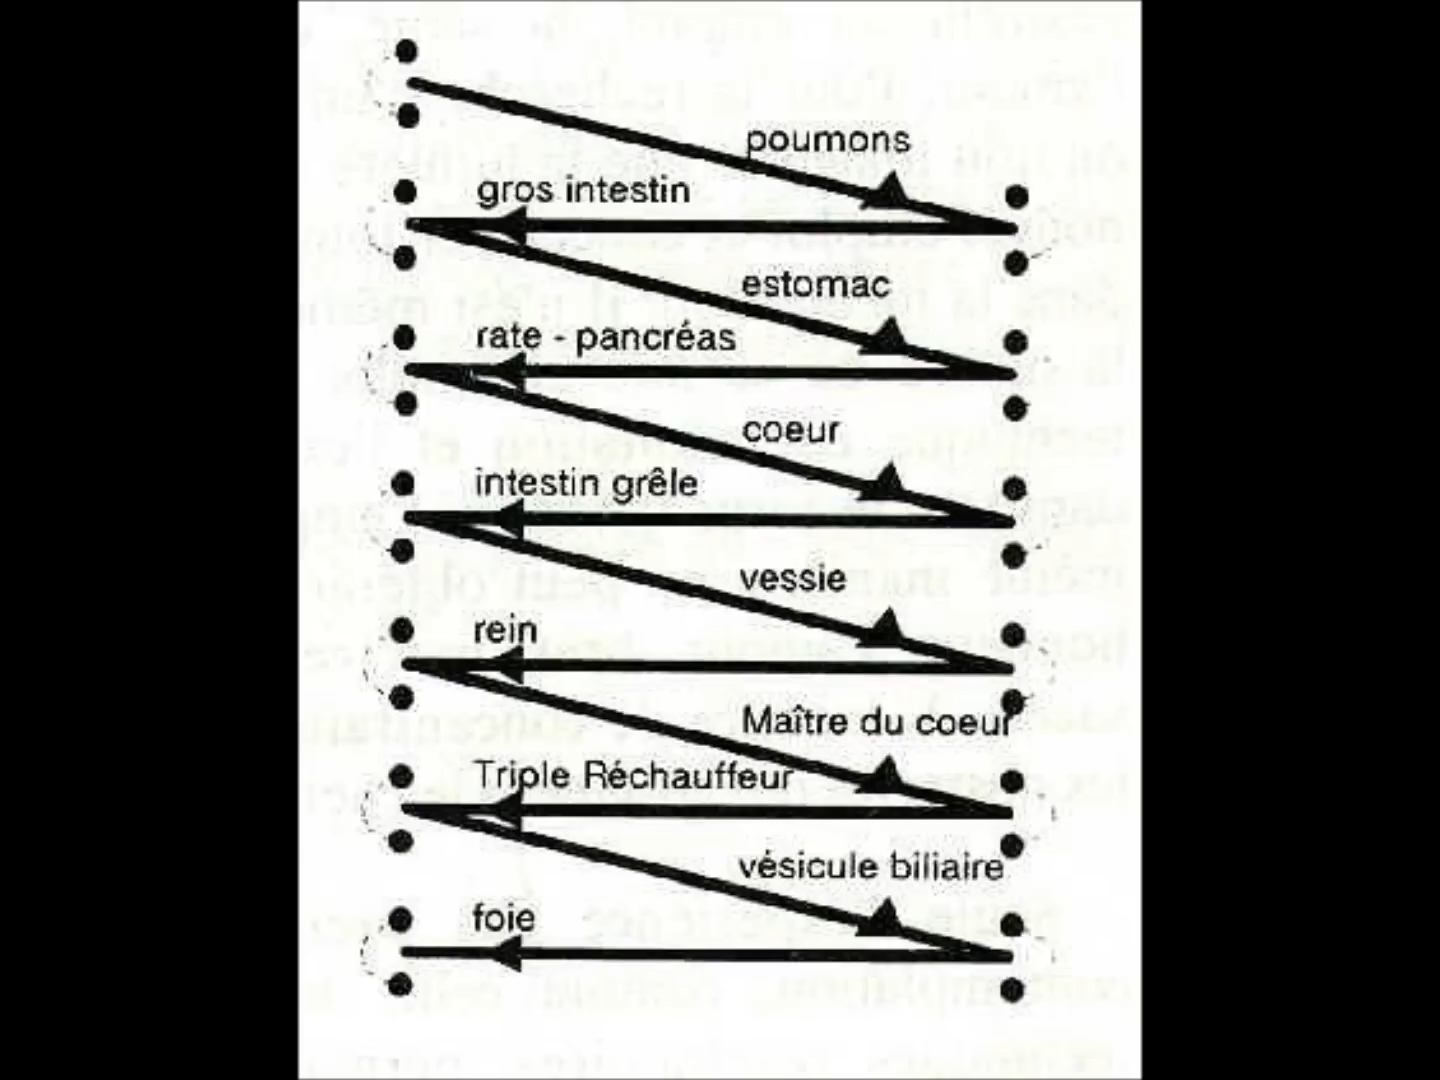 poumons
gros intestin
estomac
rate - pancréas
coeur
intestin grêle
vessie
rein
Maître du coeur
Triple Réchauffeur
vésicule biliaire
foie